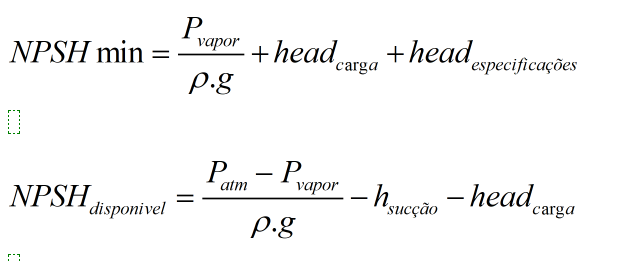 NPSH min = P_vapor / ρ.g + head_carga + head_especificações
NPSH_disponivel = P_atm − P_vapor / ρ.g − h_sucção − head_carga